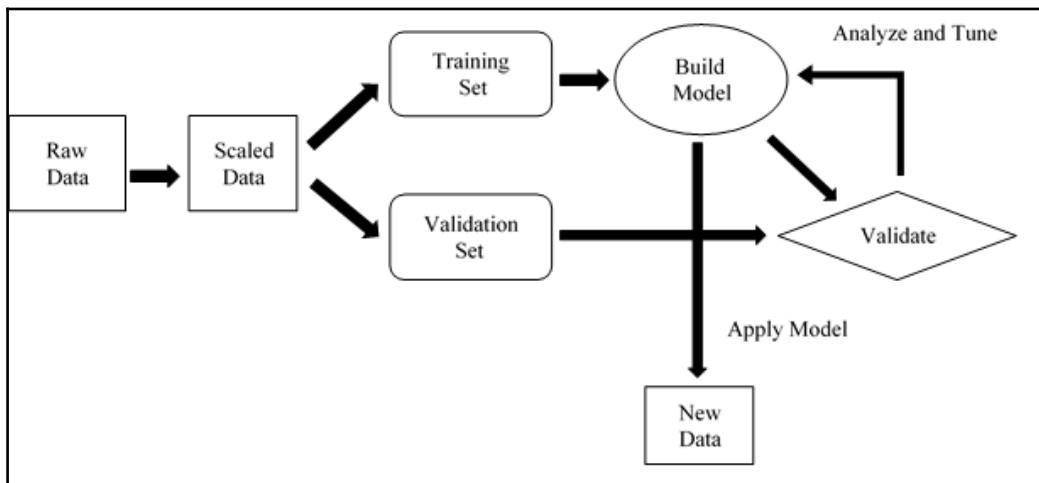 Analyze and Tune
Training
Set
Build
Model
Raw
Data
Scaled
Data
Validation
Set
Validate
Apply Model
New
Data